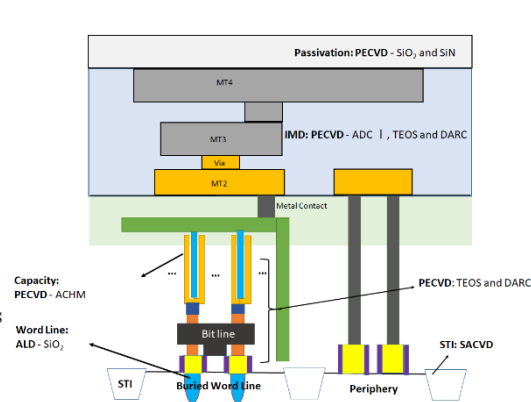 Passivation: PECVD - SiO₂ and SiN
MT4
MT3
IMD: PECVD - ADC I , TEOS and DARC
Via
MT2
Metal Contact
Capacity:
PECVD - ACHM
... ... ...
PECVD: TEOS and DARC
Word Line:
ALD - SiO₂
Bit line
STI: SACVD
STI
Buried Word Line
Periphery